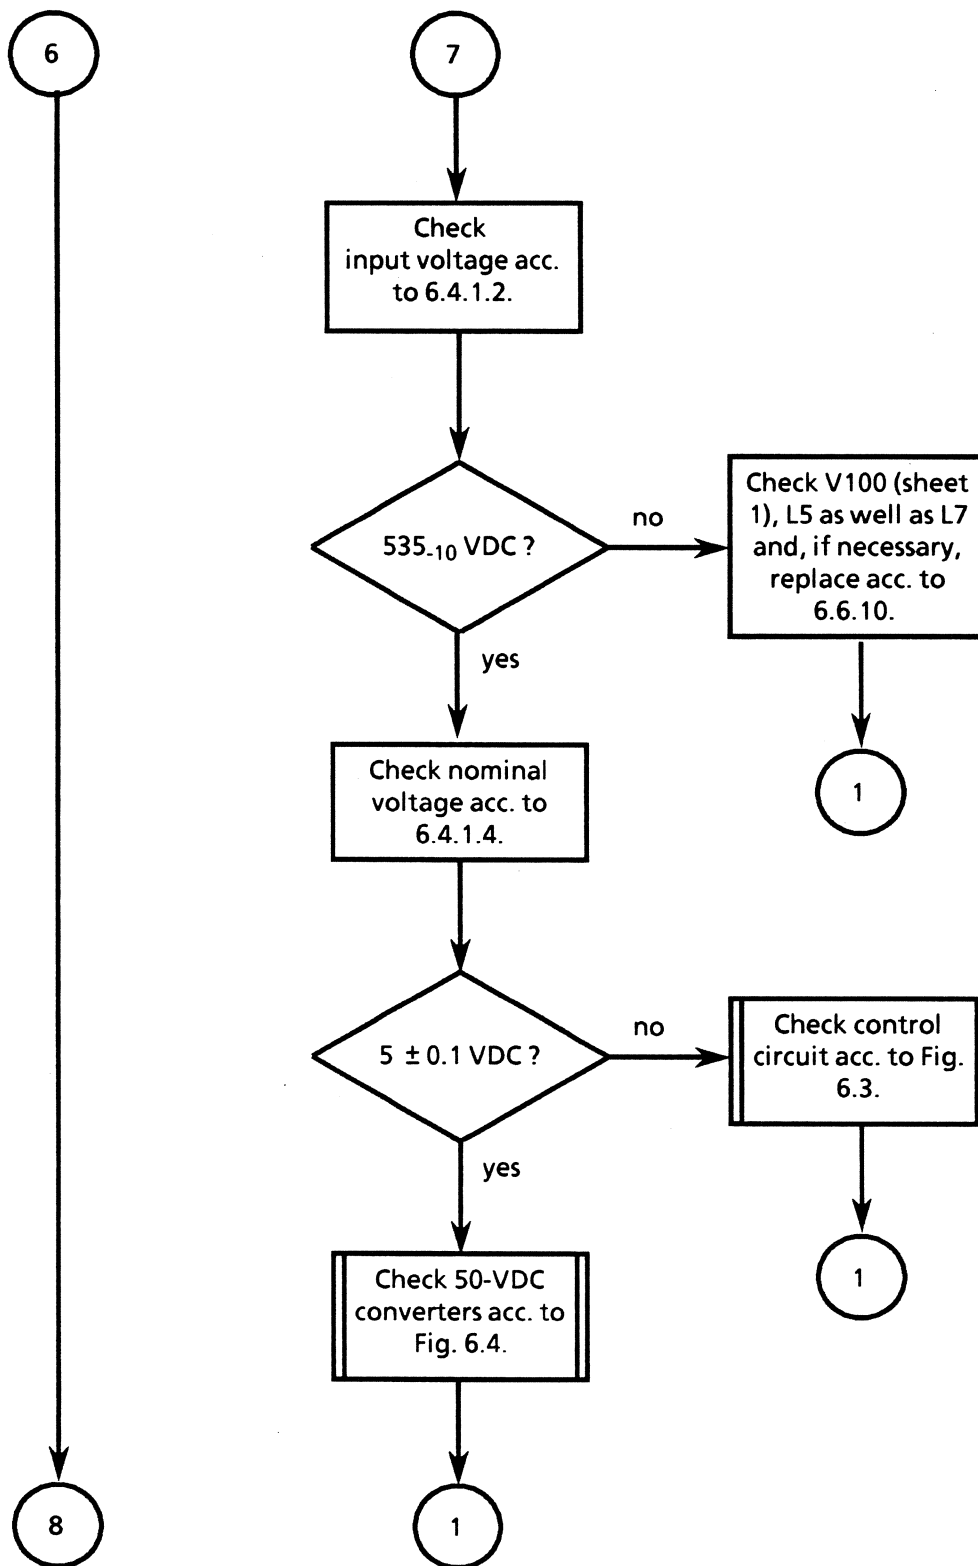 6
7
Check
input voltage acc.
to 6.4.1.2.
535-10 VDC ?
no
Check V100 (sheet
1), L5 as well as L7
and, if necessary,
replace acc. to
6.6.10.
yes
1
Check nominal
voltage acc. to
6.4.1.4.
5 ± 0.1 VDC ?
no
Check control
circuit acc. to Fig.
6.3.
yes
1
Check 50-VDC
converters acc. to
Fig. 6.4.
8
1